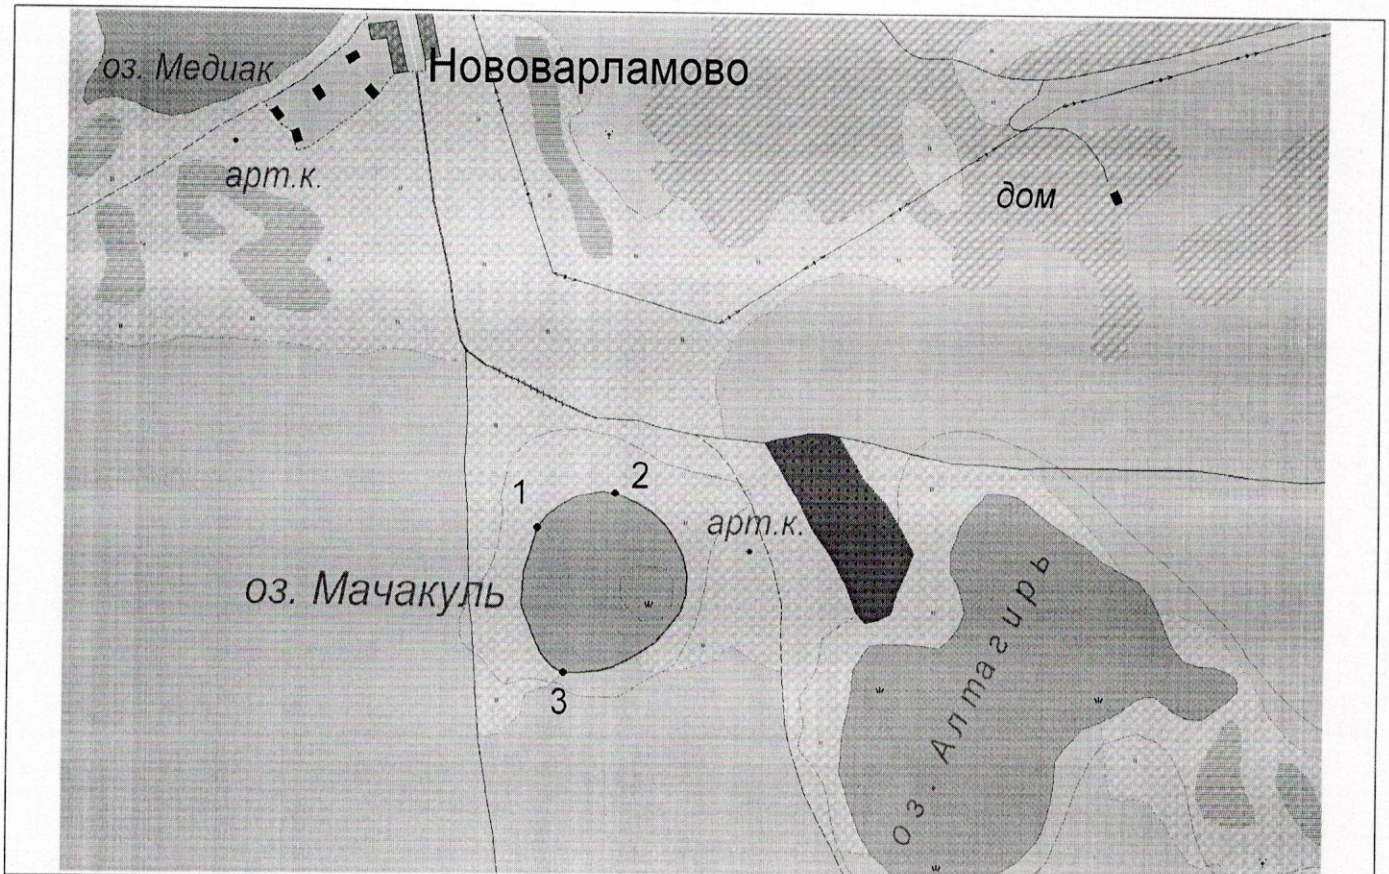 оз. Медиак
Нововарламово
арт.к.
дом
1
2
арт.к.
оз. Мачакуль
3
оз. Алтагирь